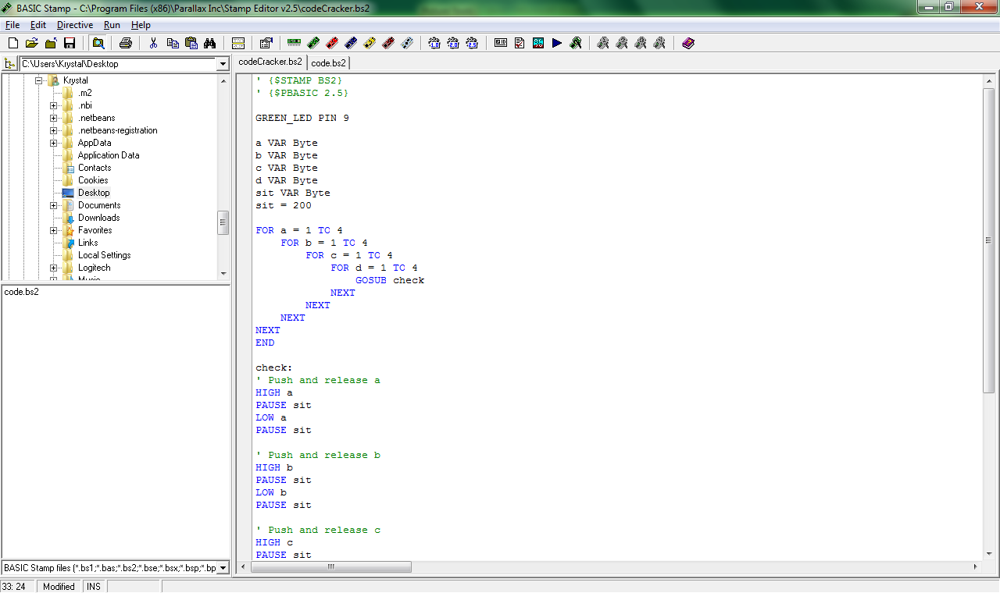 BASIC Stamp - C:\Program Files (x86)\Parallax Inc\Stamp Editor v2.5\codeCracker.bs2
File Edit Directive Run Help
C:\Users\Krystal\Desktop
Krystal
.m2
.nbi
.netbeans
.netbeans-registration
AppData
Application Data
Contacts
Cookies
Desktop
Documents
Downloads
Favorites
Links
Local Settings
Logitech
Music
code.bs2
BASIC Stamp files (*.bs1;*.bas;*.bs2;*.bse;*.bsx;*.bsp;*.bp
codeCracker.bs2 code.bs2
' {$STAMP BS2}
' {$PBASIC 2.5}
GREEN_LED PIN 9
a VAR Byte
b VAR Byte
c VAR Byte
d VAR Byte
sit VAR Byte
sit = 200
FOR a = 1 TO 4
FOR b = 1 TO 4
FOR c = 1 TO 4
FOR d = 1 TO 4
GOSUB check
NEXT
NEXT
NEXT
NEXT
END
check:
' Push and release a
HIGH a
PAUSE sit
LOW a
PAUSE sit
' Push and release b
HIGH b
PAUSE sit
LOW b
PAUSE sit
' Push and release c
HIGH c
PAUSE sit
33: 24 Modified INS